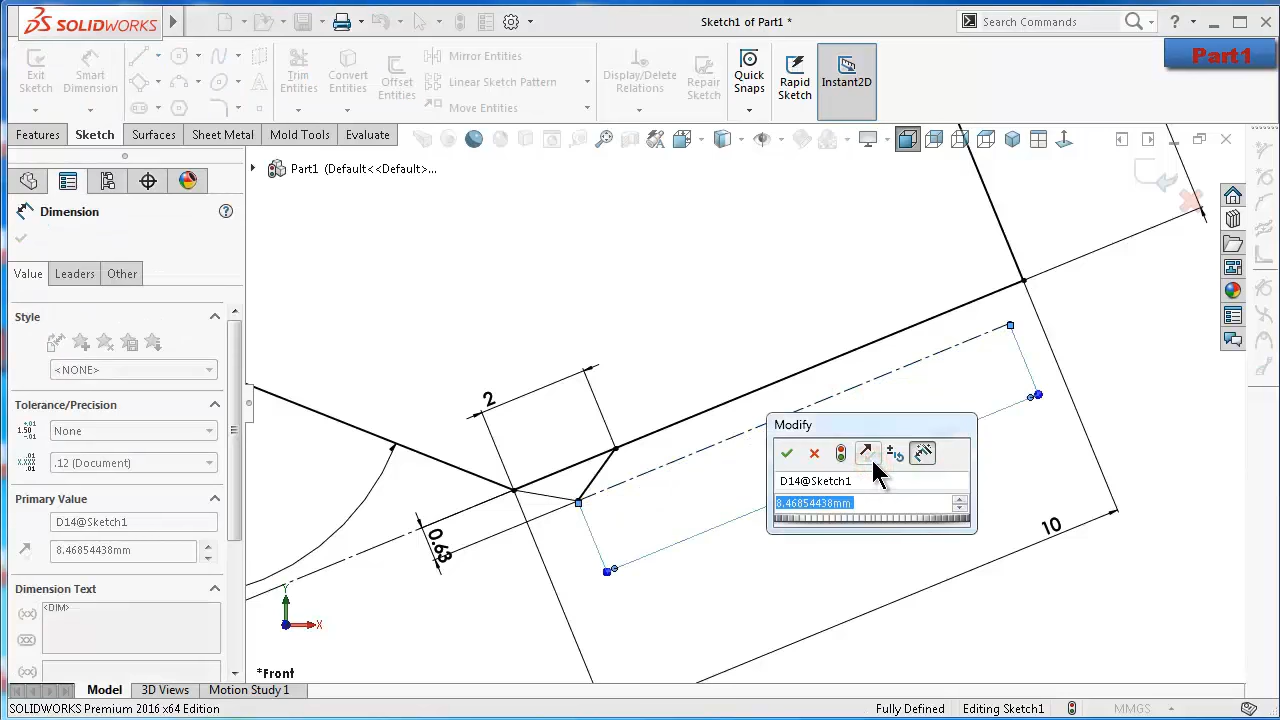 SOLIDWORKS
Sketch1 of Part1 *
Search Commands
?
Part1
Exit Sketch
Smart Dimension
Trim Entities
Convert Entities
Offset Entities
Mirror Entities
Linear Sketch Pattern
Move Entities
Display/Delete Relations
Repair Sketch
Quick Snaps
Rapid Sketch
Instant2D
Features
Sketch
Surfaces
Sheet Metal
Mold Tools
Evaluate
Part1 (Default<<Default>...
Dimension
Value
Leaders
Other
Style
<NONE>
Tolerance/Precision
None
.12 (Document)
Primary Value
D14@Sketch1
8.46854438mm
Dimension Text
<DIM>
2
0.63
10
Modify
D14@Sketch1
8.46854438mm
Y
X
*Front
Model
3D Views
Motion Study 1
SOLIDWORKS Premium 2016 x64 Edition
Fully Defined
Editing Sketch1
MMGS